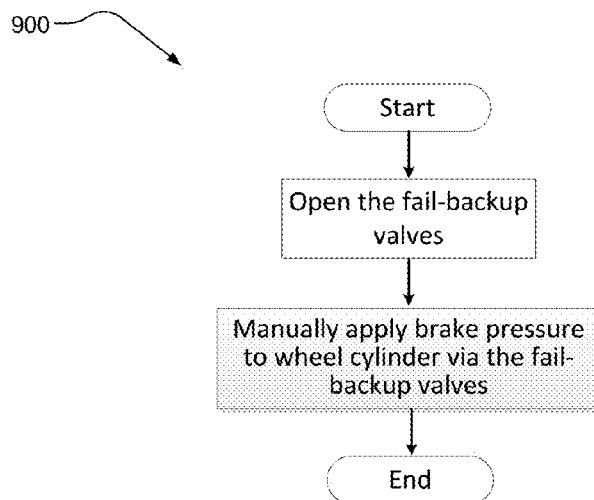 900
Start
Open the fail-backup
valves
Manually apply brake pressure
to wheel cylinder via the fail-
backup valves
End